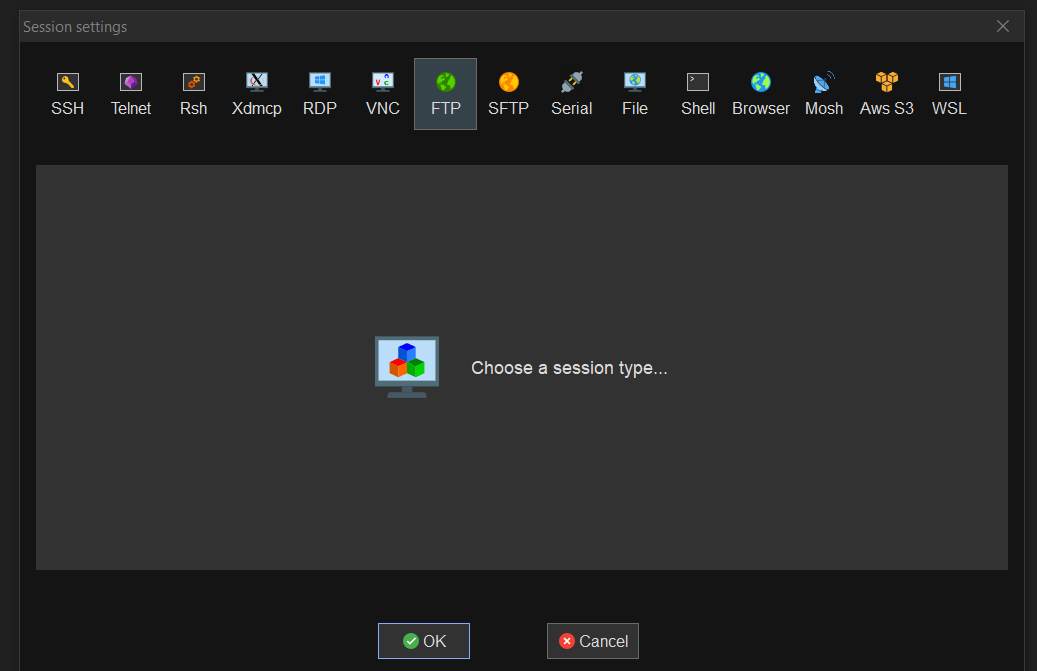 Session settings
SSH Telnet Rsh Xdmcp RDP VNC FTP SFTP Serial File Shell Browser Mosh Aws S3 WSL
Choose a session type...
OK Cancel